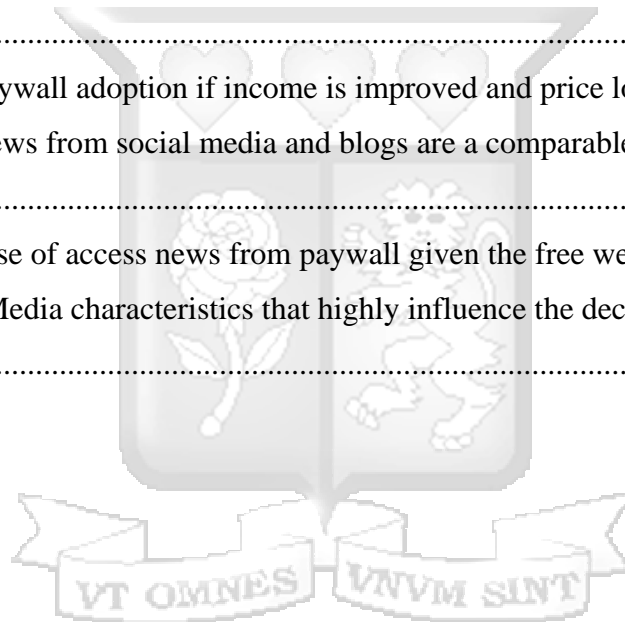 ....................................................................................
ywall adoption if income is improved and price lo
ews from social media and blogs are a comparable
....................................................................................
se of access news from paywall given the free we
Media characteristics that highly influence the dec
....................................................................................
VT OMNES VNVM SINT